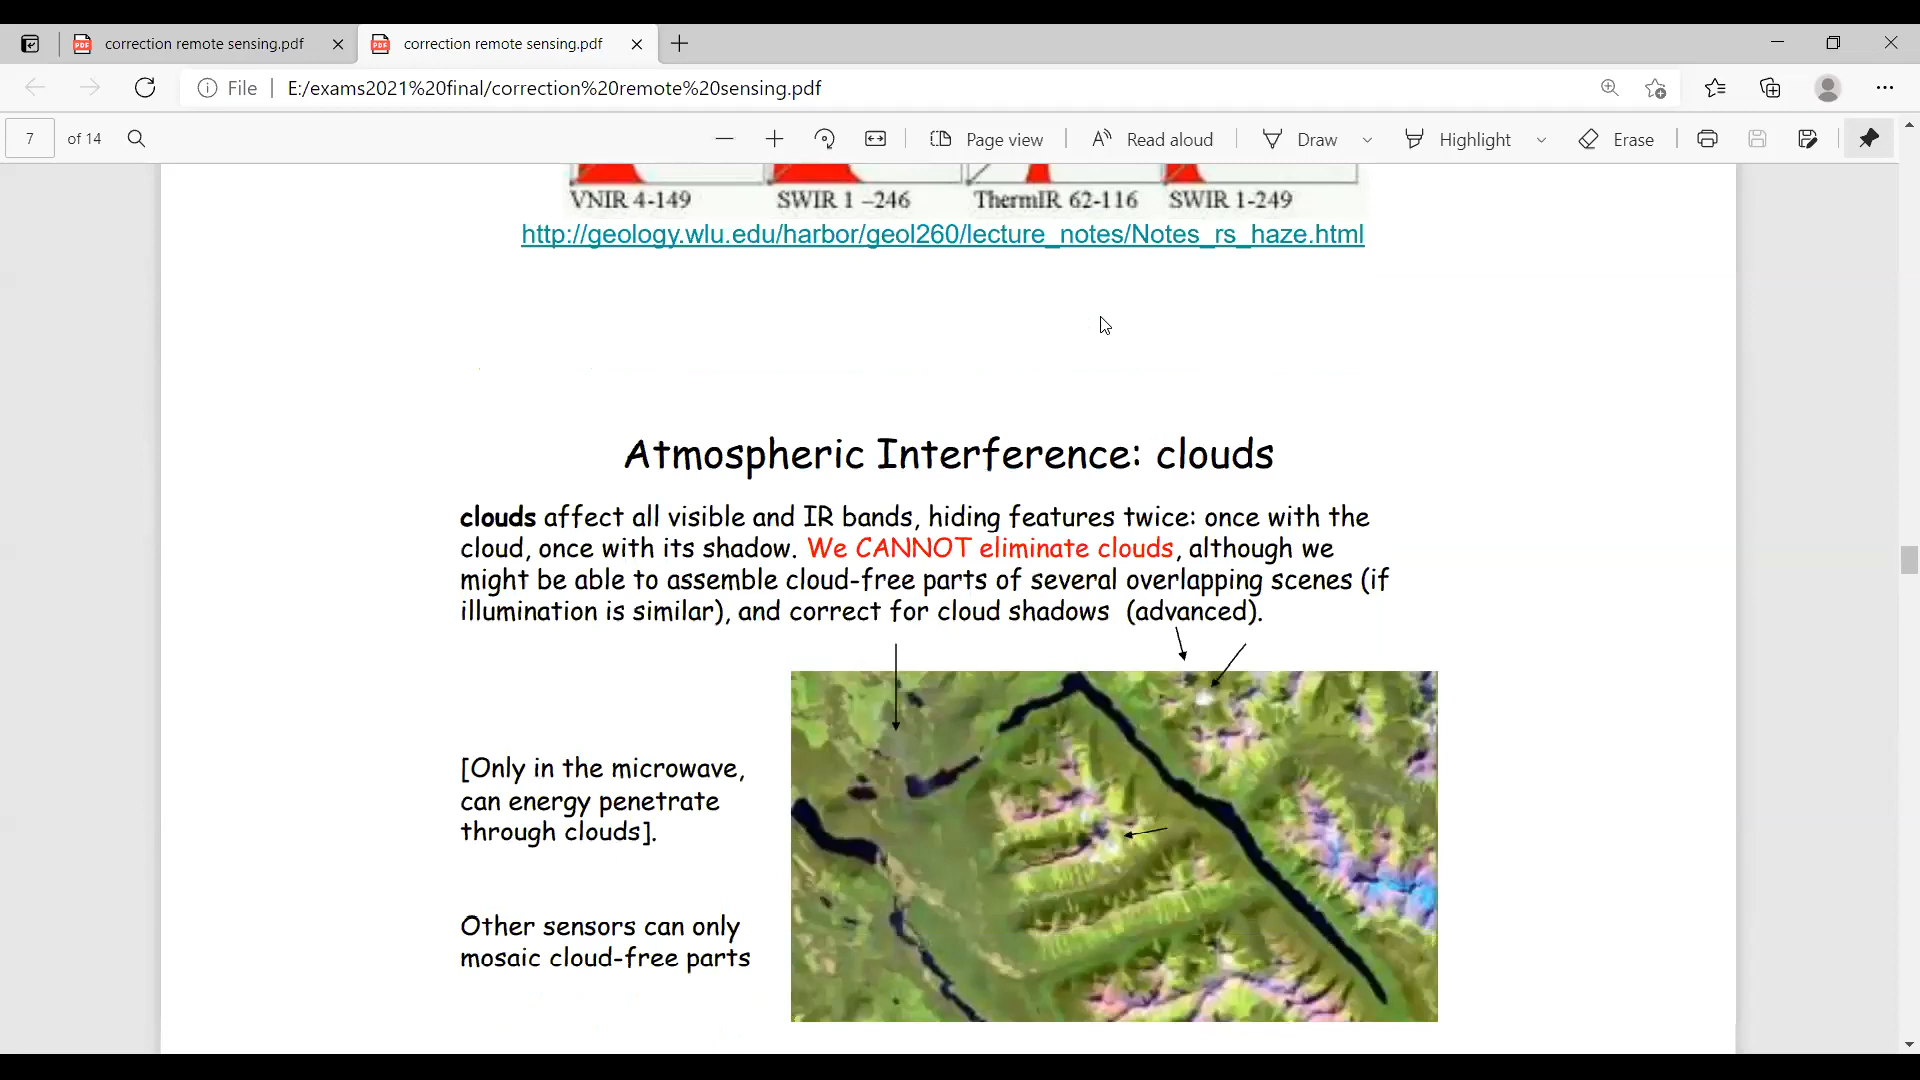 correction remote sensing.pdf
correction remote sensing.pdf
File
E:/exams2021%20final/correction%20remote%20sensing.pdf
7 of 14
Page view
Read aloud
Draw
Highlight
Erase
VNIR 4-149 SWIR 1 –246 ThermIR 62-116 SWIR 1-249
http://geology.wlu.edu/harbor/geol260/lecture_notes/Notes_rs_haze.html
Atmospheric Interference: clouds
clouds affect all visible and IR bands, hiding features twice: once with the
cloud, once with its shadow. We CANNOT eliminate clouds, although we
might be able to assemble cloud-free parts of several overlapping scenes (if
illumination is similar), and correct for cloud shadows (advanced).
[Only in the microwave,
can energy penetrate
through clouds].
Other sensors can only
mosaic cloud-free parts